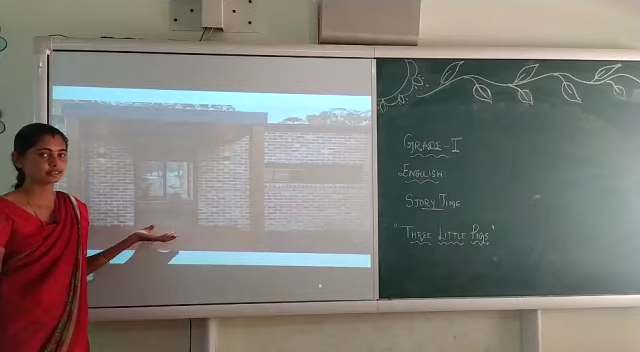 GRADE-I
ENGLISH
STORY TIME
"THREE LITTLE PIGS"